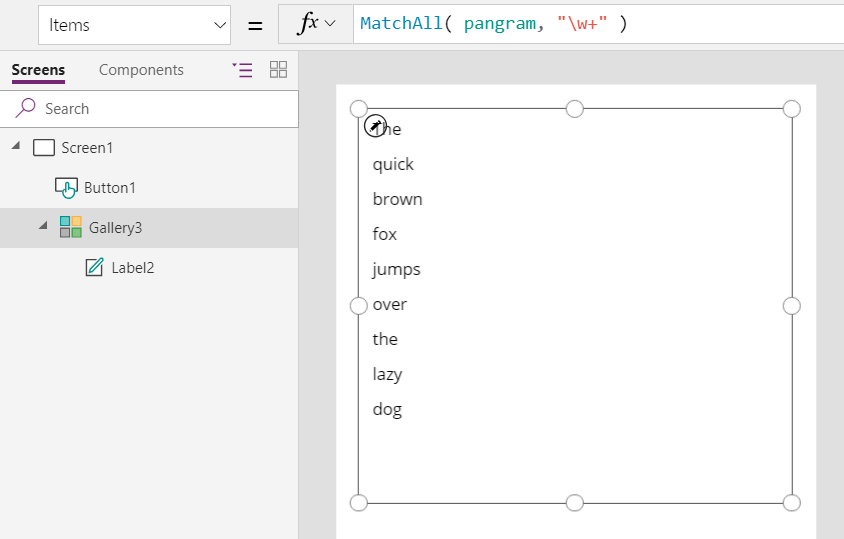 Items = fx MatchAll( pangram, "\w+" )
Screens Components
Search
Screen1
Button1
Gallery3
Label2
The
quick
brown
fox
jumps
over
the
lazy
dog